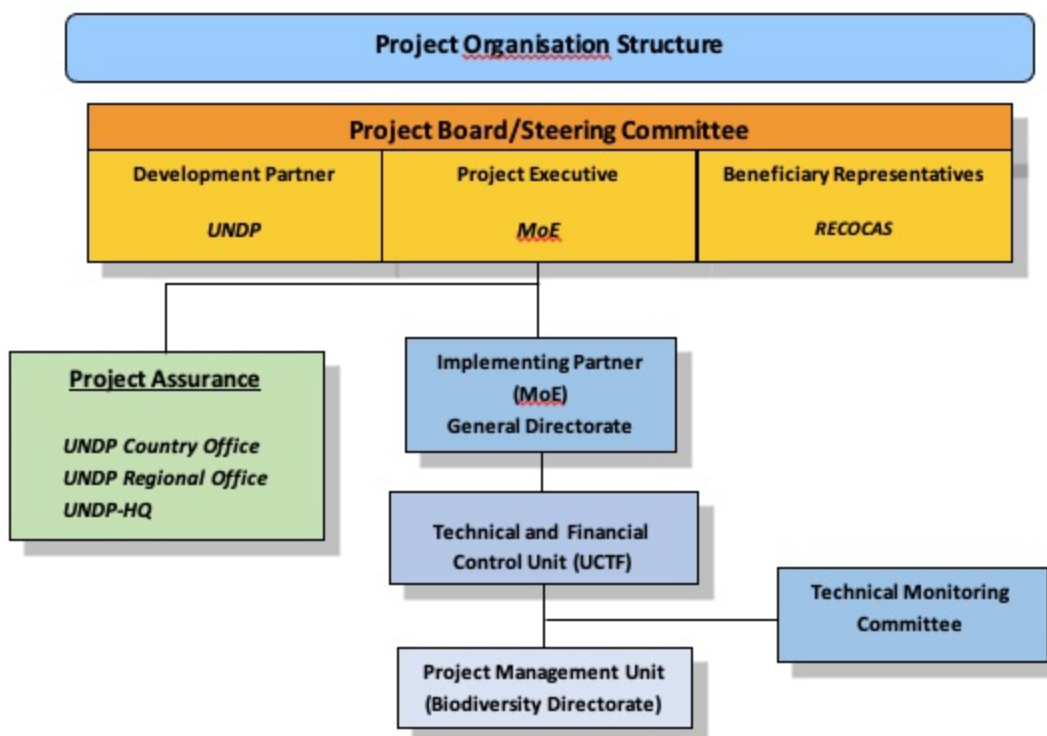 Project Organisation Structure
Project Board/Steering Committee
Development Partner
UNDP
Project Executive
MoE
Beneficiary Representatives
RECOCAS
Project Assurance
UNDP Country Office
UNDP Regional Office
UNDP-HQ
Implementing Partner
(MoE)
General Directorate
Technical and Financial
Control Unit (UCTF)
Technical Monitoring
Committee
Project Management Unit
(Biodiversity Directorate)